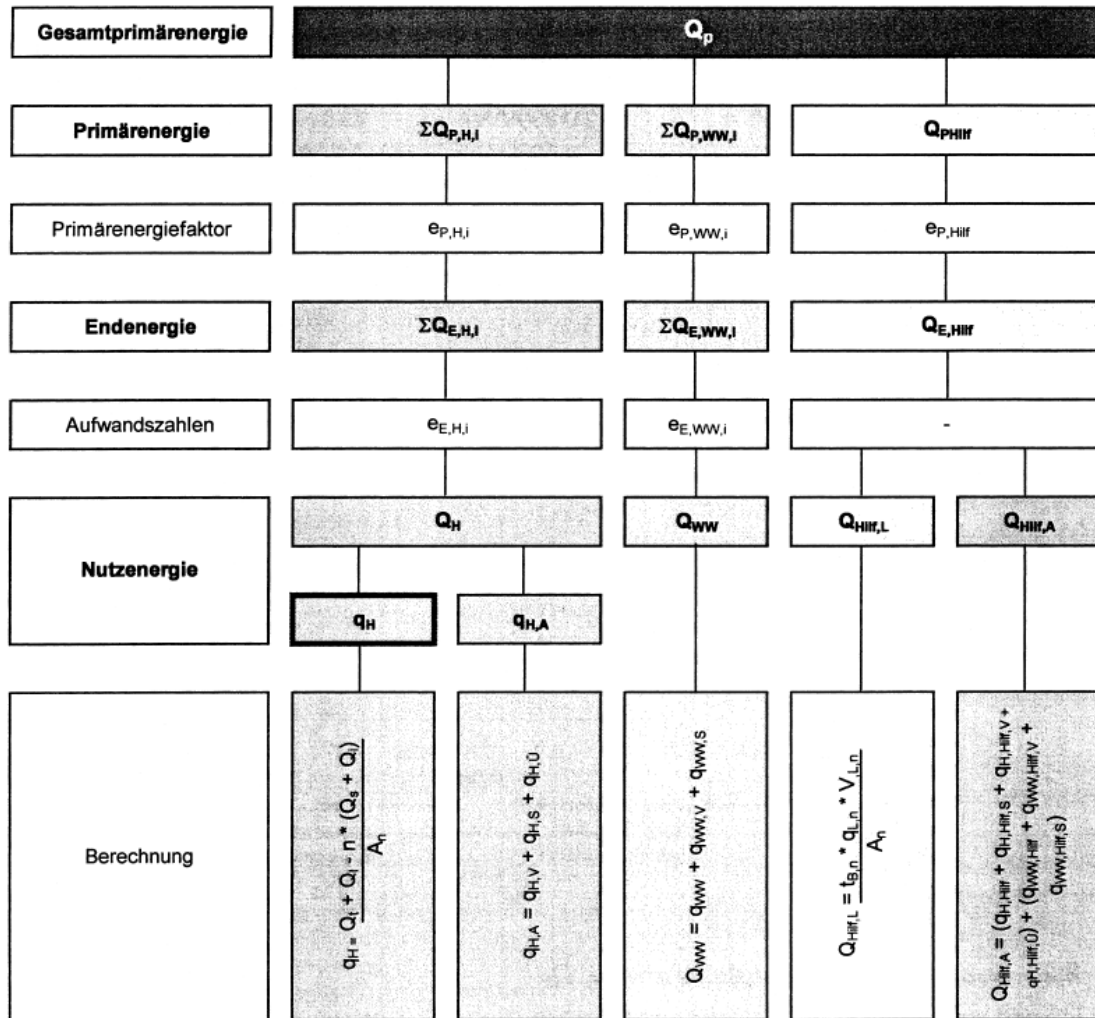 Gesamtprimärenergie
Q_p
Primärenergie
ΣQ_P,H,i
ΣQ_P,WW,i
Q_PHilf
Primärenergiefaktor
e_P,H,i
e_P,WW,i
e_P,Hilf
Endenergie
ΣQ_E,H,i
ΣQ_E,WW,i
Q_E,Hilf
Aufwandszahlen
e_E,H,i
e_E,WW,i
-
Nutzenergie
Q_H
Q_WW
Q_Hilf,L
Q_Hilf,A
q_H
q_H,A
Berechnung
q_H = Q_t + Q_l - n * (Q_s + Q_i)
A_n
q_H,A = q_H,V + q_H,S + q_H,Ü
Q_WW = q_WW + q_WW,V + q_WW,S
Q_Hilf,L = t_B,n * q_L,n * V_,L,n
A_n
Q_Hilf,A = (q_H,Hilf + q_H,Hilf,S + q_H,Hilf,V +
q_H,Hilf,Ü) + (q_WW,Hilf + q_WW,Hilf,V +
q_WW,Hilf,S)